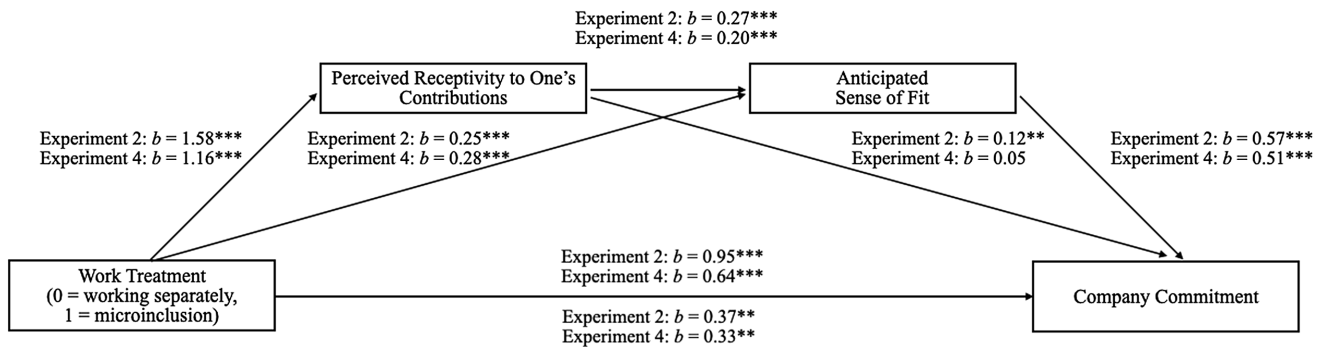 Experiment 2: b = 0.27***
Experiment 4: b = 0.20***
Perceived Receptivity to One's
Contributions
Anticipated
Sense of Fit
Experiment 2: b = 1.58***
Experiment 4: b = 1.16***
Experiment 2: b = 0.25***
Experiment 4: b = 0.28***
Experiment 2: b = 0.12**
Experiment 4: b = 0.05
Experiment 2: b = 0.57***
Experiment 4: b = 0.51***
Work Treatment
(0 = working separately,
1 = microinclusion)
Experiment 2: b = 0.95***
Experiment 4: b = 0.64***
Experiment 2: b = 0.37**
Experiment 4: b = 0.33**
Company Commitment